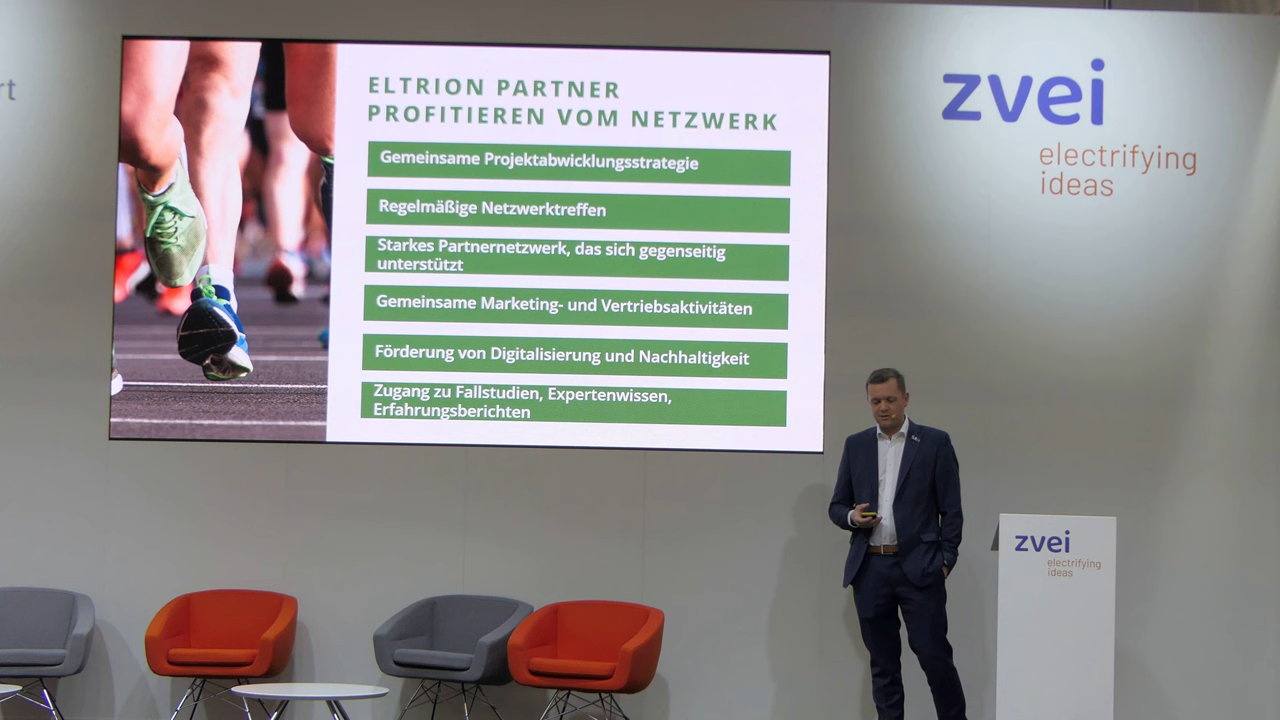 rt
ELTRION PARTNER
PROFITIEREN VOM NETZWERK
Gemeinsame Projektabwicklungsstrategie
Regelmäßige Netzwerktreffen
Starkes Partnernetzwerk, das sich gegenseitig
unterstützt
Gemeinsame Marketing- und Vertriebsaktivitäten
Förderung von Digitalisierung und Nachhaltigkeit
Zugang zu Fallstudien, Expertenwissen,
Erfahrungsberichten
zvei
electrifying
ideas
zvei
electrifying
ideas